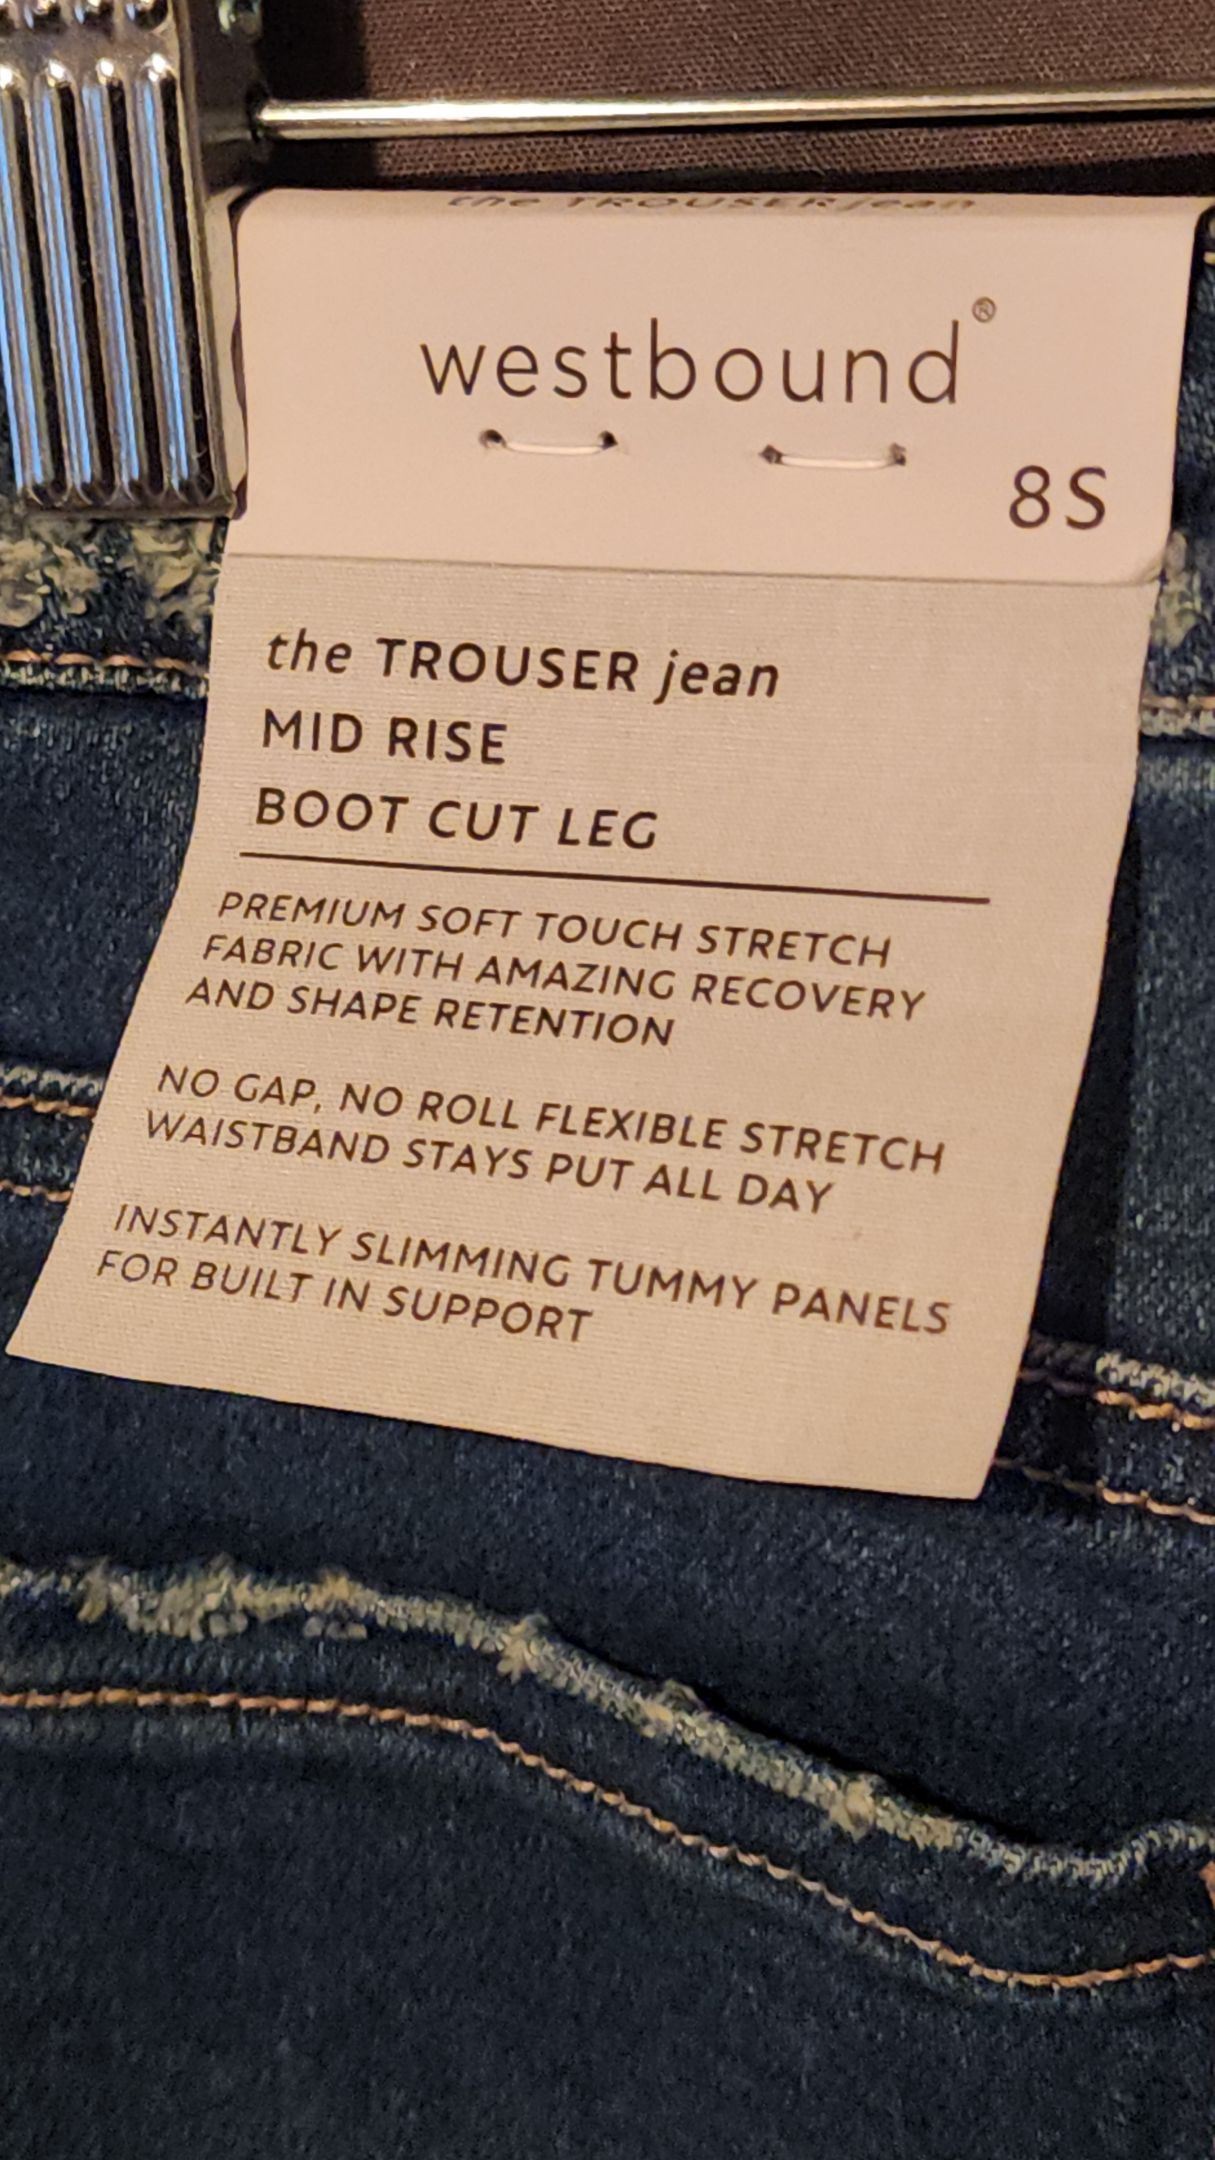 the TROUSER jean
westbound®
8S
the TROUSER jean
MID RISE
BOOT CUT LEG
PREMIUM SOFT TOUCH STRETCH
FABRIC WITH AMAZING RECOVERY
AND SHAPE RETENTION
NO GAP, NO ROLL FLEXIBLE STRETCH
WAISTBAND STAYS PUT ALL DAY
INSTANTLY SLIMMING TUMMY PANELS
FOR BUILT IN SUPPORT